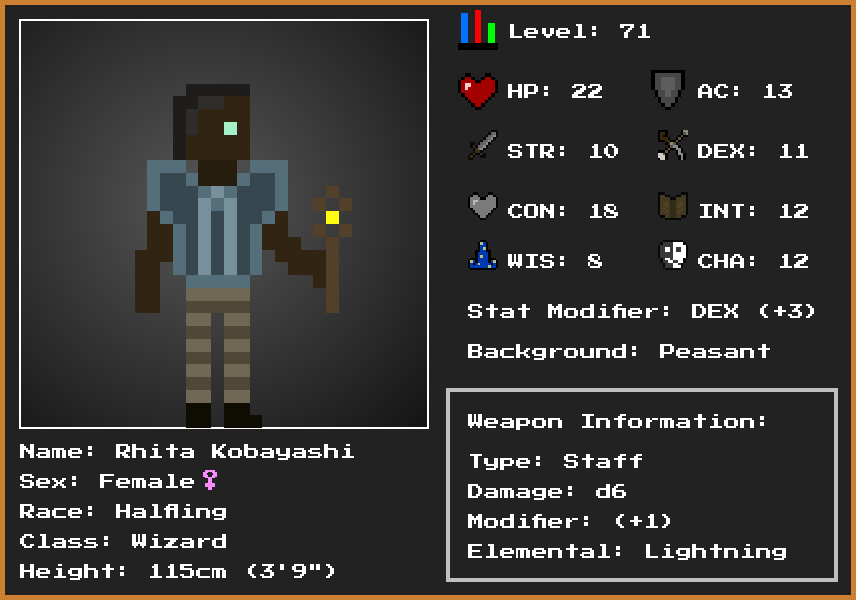 Level: 71
HP: 22 AC: 13
STR: 10 DEX: 11
CON: 18 INT: 12
WIS: 8 CHA: 12
Stat Modifier: DEX (+3)
Background: Peasant
Weapon Information:
Type: Staff
Damage: d6
Modifier: (+1)
Elemental: Lightning
Name: Rhita Kobayashi
Sex: Female♀
Race: Halfling
Class: Wizard
Height: 115cm (3'9")